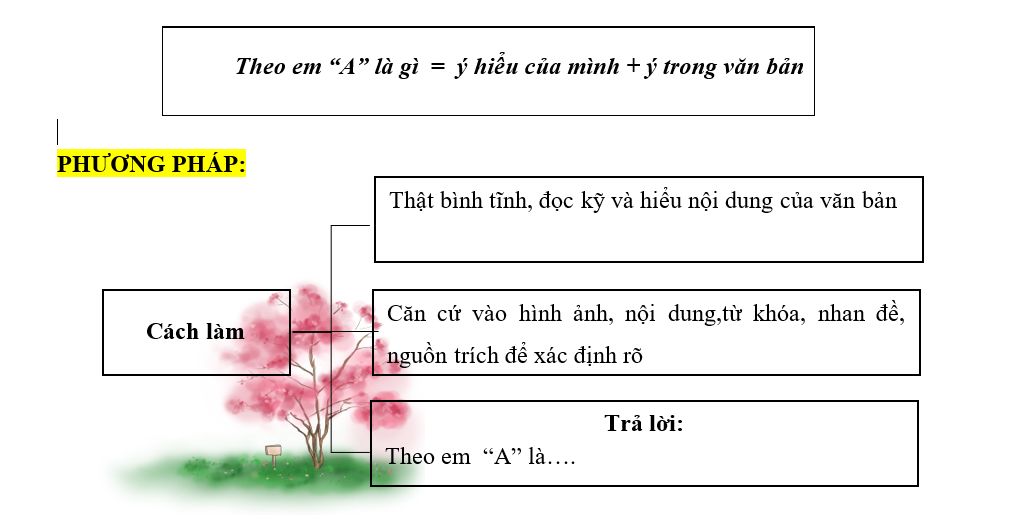 Theo em “A” là gì = ý hiểu của mình + ý trong văn bản
PHƯƠNG PHÁP:
Thật bình tĩnh, đọc kỹ và hiểu nội dung của văn bản
Cách làm
Căn cứ vào hình ảnh, nội dung,từ khóa, nhan đề,
nguồn trích để xác định rõ
Trả lời:
Theo em “A” là….